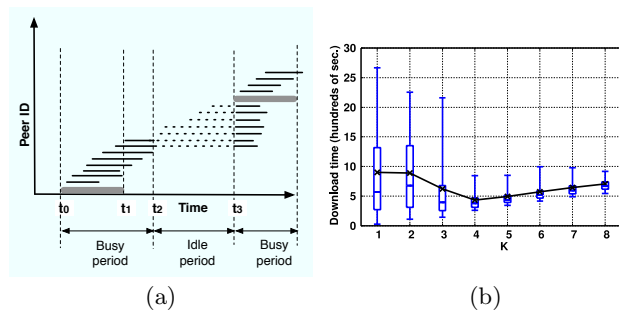 Peer ID
t0
t1
t2
Time
t3
Busy
period
Idle
period
Busy
period
(a)
Download time (hundreds of sec.)
30
25
20
15
10
5
0
1 2 3 4 5 6 7 8
K
(b)